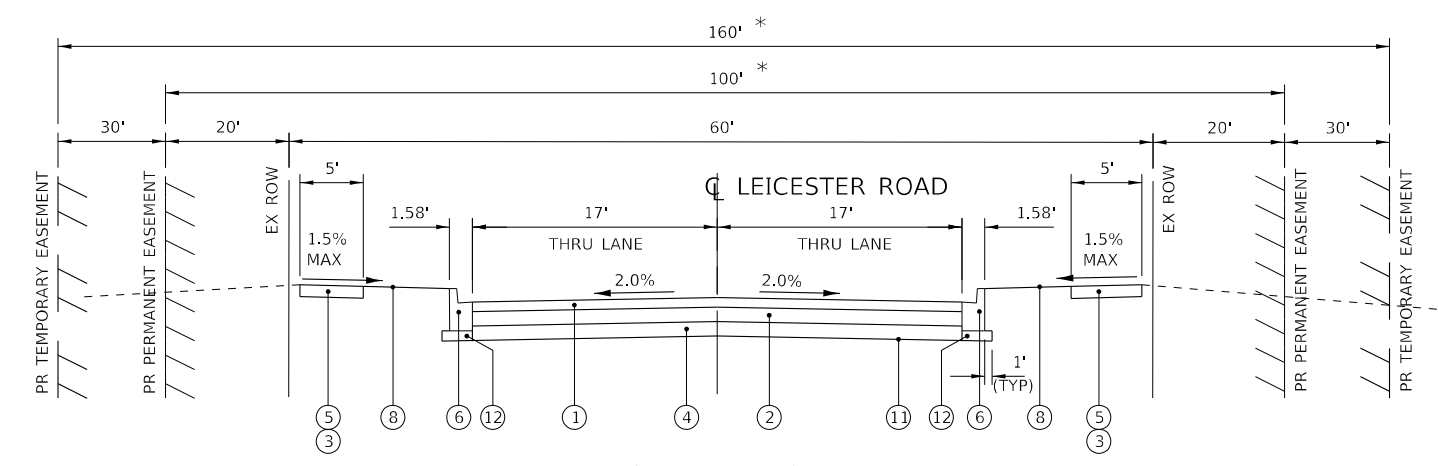 160' *
100' *
30'
20'
60'
20'
30'
PR TEMPORARY EASEMENT
PR PERMANENT EASEMENT
EX ROW
5'
℄ LEICESTER ROAD
5'
EX ROW
PR PERMANENT EASEMENT
PR TEMPORARY EASEMENT
1.58'
17'
17'
1.58'
THRU LANE
THRU LANE
1.5%
MAX
1.5%
MAX
2.0%
2.0%
1'
(TYP)
5
3
8
6
12
1
4
2
11
12
6
8
5
3